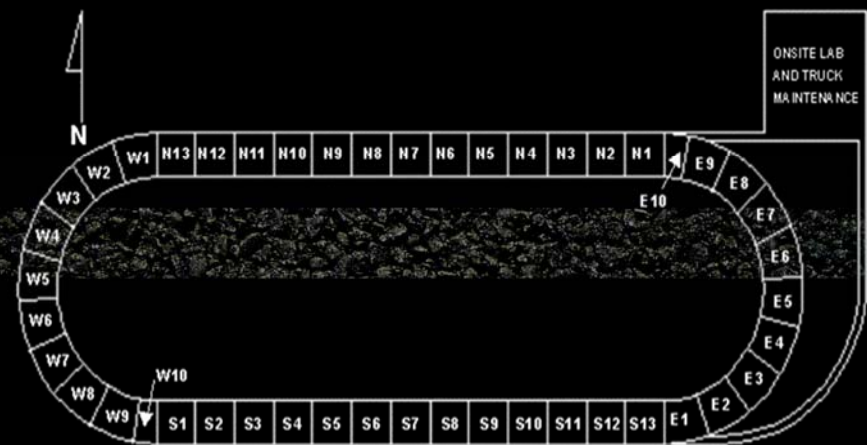 ONSITE LAB
AND TRUCK
MAINTENANCE
N
W1 N13 N12 N11 N10 N9 N8 N7 N6 N5 N4 N3 N2 N1 E9
W2 E8
W3 E10 E7
W4 E6
W5 E5
W6 E4
W7 W10 E3
W8 E2
W9 S1 S2 S3 S4 S5 S6 S7 S8 S9 S10 S11 S12 S13 E1